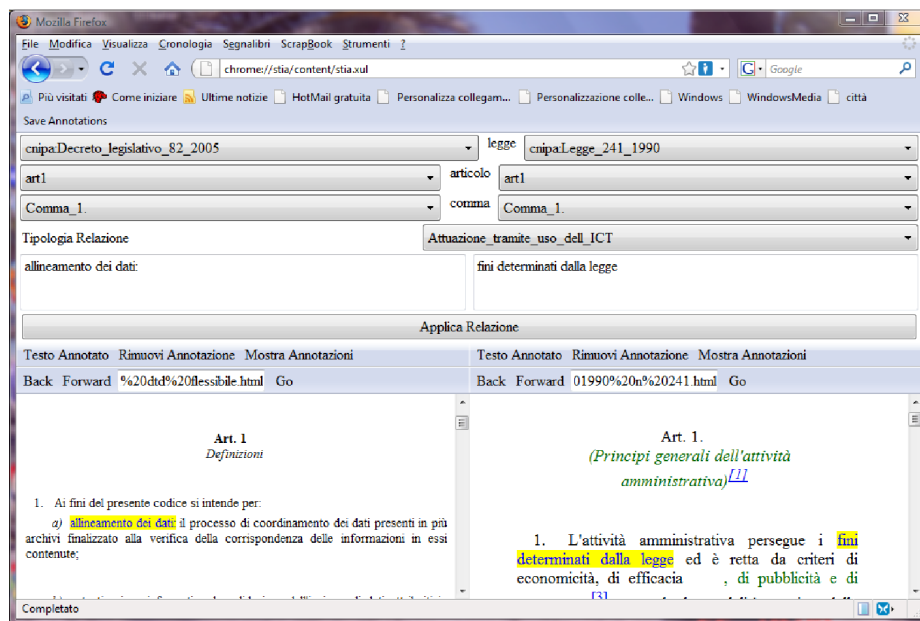 Mozilla Firefox
File Modifica Visualizza Cronologia Segnalibri ScrapBook Strumenti ?
chrome://stia/content/stia.xul
G Google
Più visitati Come iniziare Ultime notizie HotMail gratuita Personalizza collegam... Personalizzazione colle... Windows WindowsMedia città
Save Annotations
cnipa:Decreto_legislativo_82_2005 legge cnipa:Legge_241_1990
art1 articolo art1
Comma_1. comma Comma_1.
Tipologia Relazione Attuazione_tramite_uso_dell_ICT
allineamento dei dati: fini determinati dalla legge
Applica Relazione
Testo Annotato Rimuovi Annotazione Mostra Annotazioni Testo Annotato Rimuovi Annotazione Mostra Annotazioni
Back Forward %20dtd%20flessibile.html Go Back Forward 01990%20n%20241.html Go
Art. 1
Definizioni
1. Ai fini del presente codice si intende per:
a) allineamento dei dati: il processo di coordinamento dei dati presenti in più
archivi finalizzato alla verifica della corrispondenza delle informazioni in essi
contenute;
Art. 1.
(Principi generali dell'attività
amministrativa)[1]
1. L'attività amministrativa persegue i fini
determinati dalla legge ed è retta da criteri di
economicità, di efficacia , di pubblicità e di
[3]
Completato